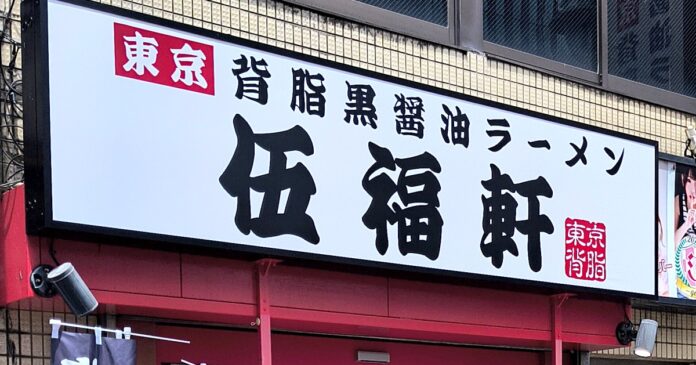 東京 背脂黒醤油ラーメン
伍福軒
東京
背脂